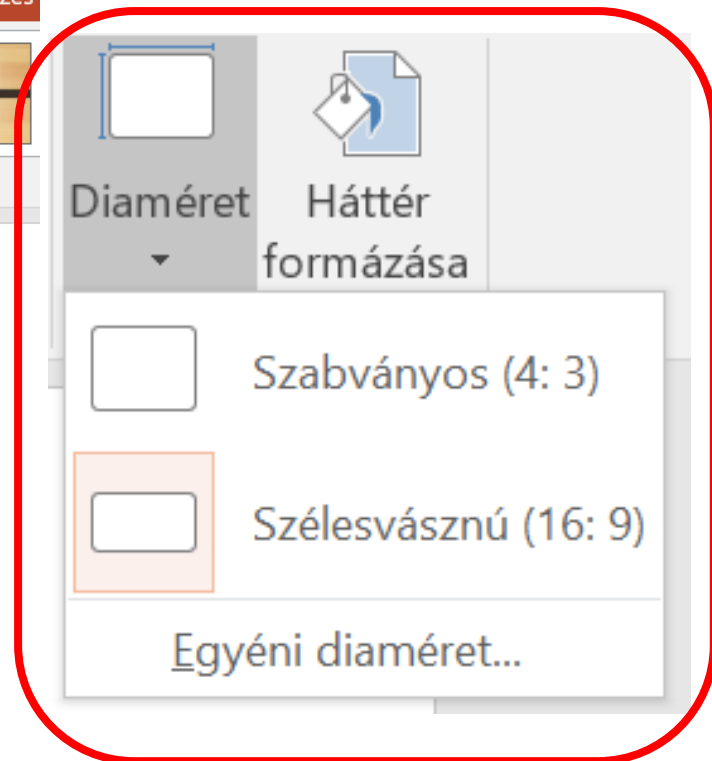 Diaméret
Háttér
formázása
Szabványos (4: 3)
Szélesvásznú (16: 9)
Egyéni diaméret...